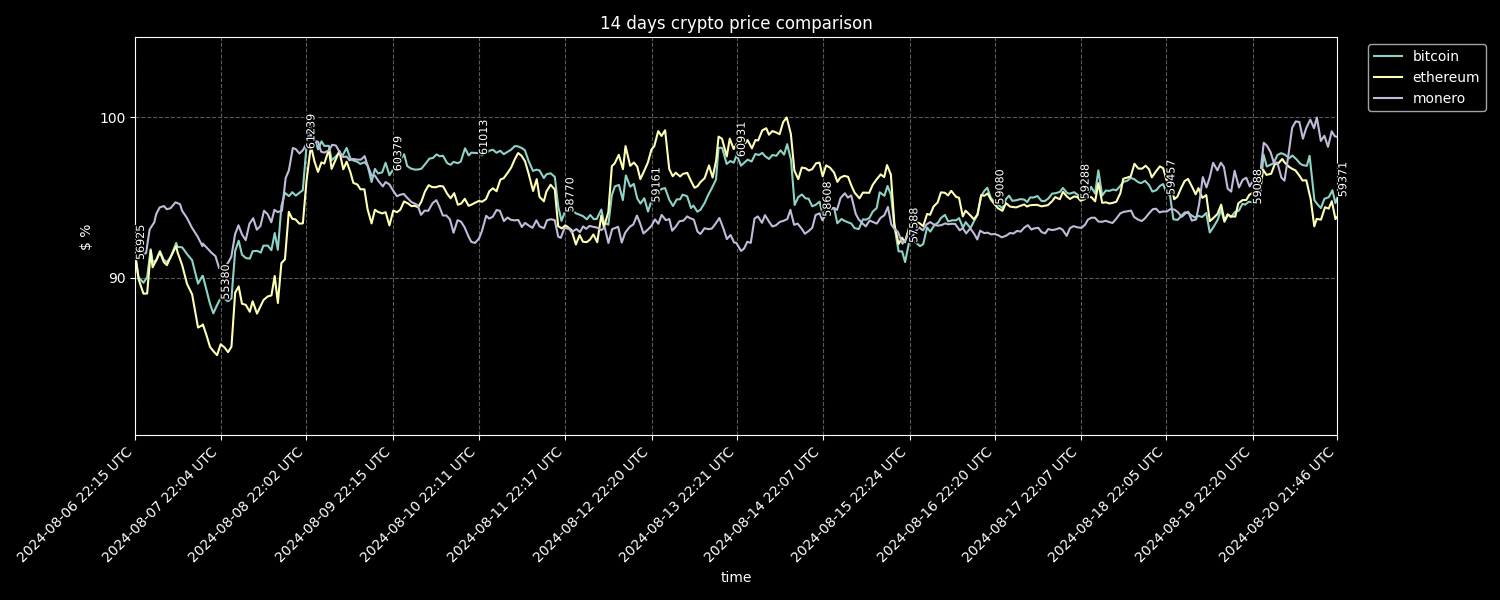 14 days crypto price comparison
bitcoin
ethereum
monero
100
90
$ %
56925
55380
61239
60379
61013
58770
59161
60931
58608
57588
59080
59288
59457
59088
59371
2024-08-06 22:15 UTC
2024-08-07 22:04 UTC
2024-08-08 22:02 UTC
2024-08-09 22:15 UTC
2024-08-10 22:11 UTC
2024-08-11 22:17 UTC
2024-08-12 22:20 UTC
2024-08-13 22:21 UTC
2024-08-14 22:07 UTC
2024-08-15 22:24 UTC
2024-08-16 22:20 UTC
2024-08-17 22:07 UTC
2024-08-18 22:05 UTC
2024-08-19 22:20 UTC
2024-08-20 21:46 UTC
time